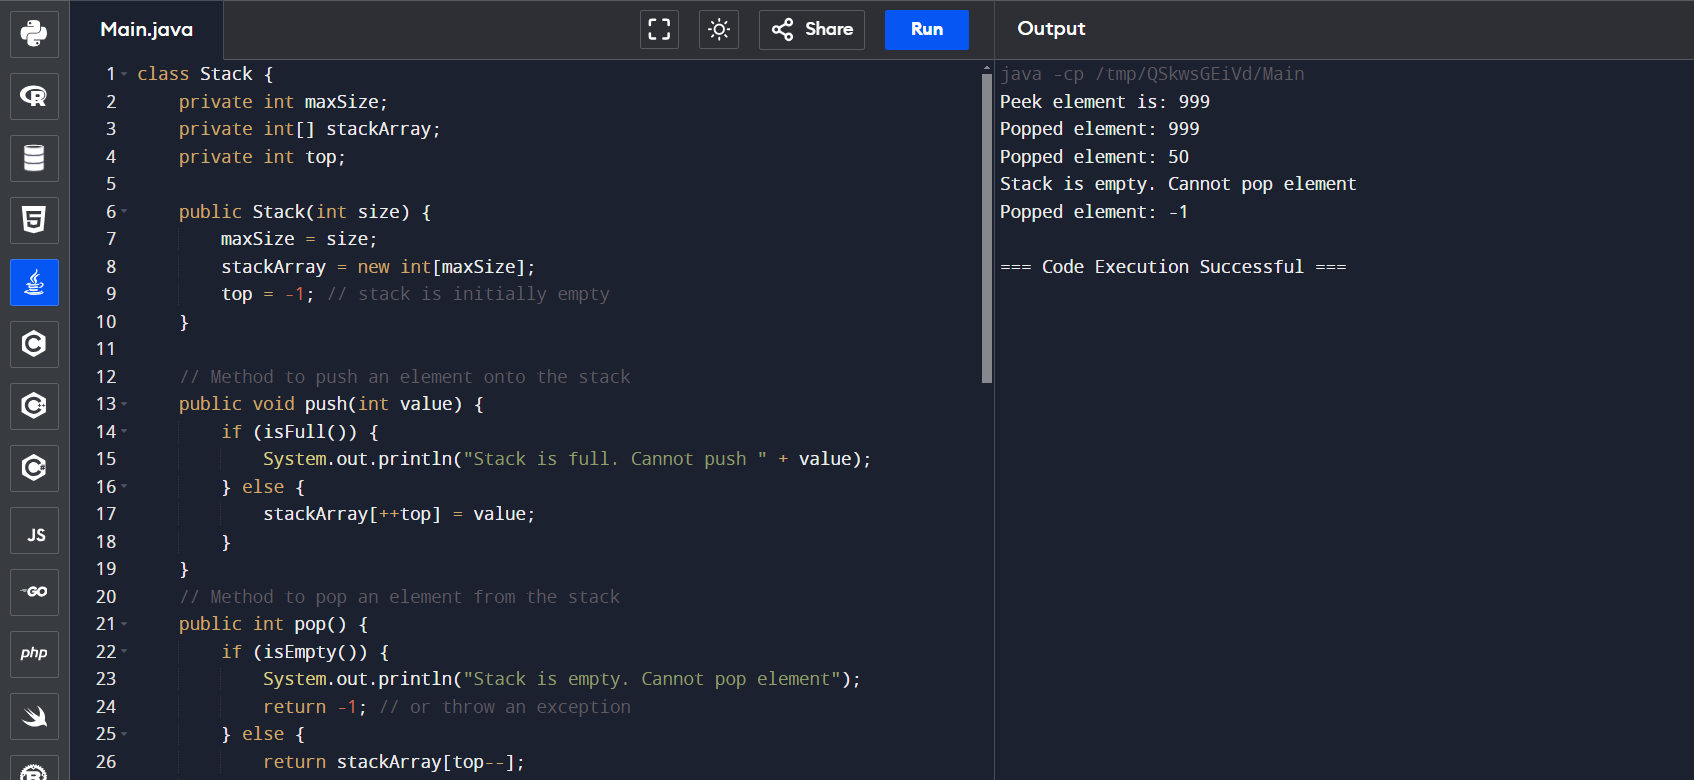 Main.java
Share
Run
Output
1 class Stack {
2 private int maxSize;
3 private int[] stackArray;
4 private int top;
5
6 public Stack(int size) {
7 maxSize = size;
8 stackArray = new int[maxSize];
9 top = -1; // stack is initially empty
10 }
11
12 // Method to push an element onto the stack
13 public void push(int value) {
14 if (isFull()) {
15 System.out.println("Stack is full. Cannot push " + value);
16 } else {
17 stackArray[++top] = value;
18 }
19 }
20 // Method to pop an element from the stack
21 public int pop() {
22 if (isEmpty()) {
23 System.out.println("Stack is empty. Cannot pop element");
24 return -1; // or throw an exception
25 } else {
26 return stackArray[top--];
java -cp /tmp/QSkwsGEiVd/Main
Peek element is: 999
Popped element: 999
Popped element: 50
Stack is empty. Cannot pop element
Popped element: -1
=== Code Execution Successful ===
R
5
C
C+
C#
JS
GO
php
R